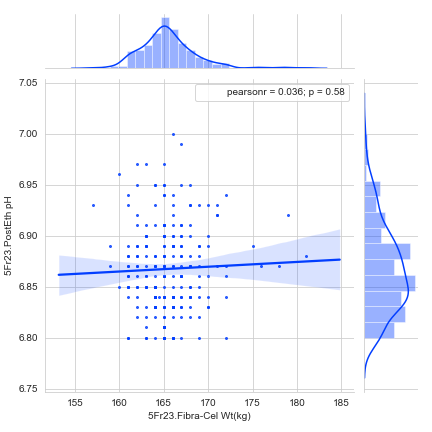 pearsonr = 0.036; p = 0.58
7.05
7.00
6.95
6.90
6.85
6.80
6.75
5Fr23.PostEth pH
155 160 165 170 175 180 185
5Fr23.Fibra-Cel Wt(kg)